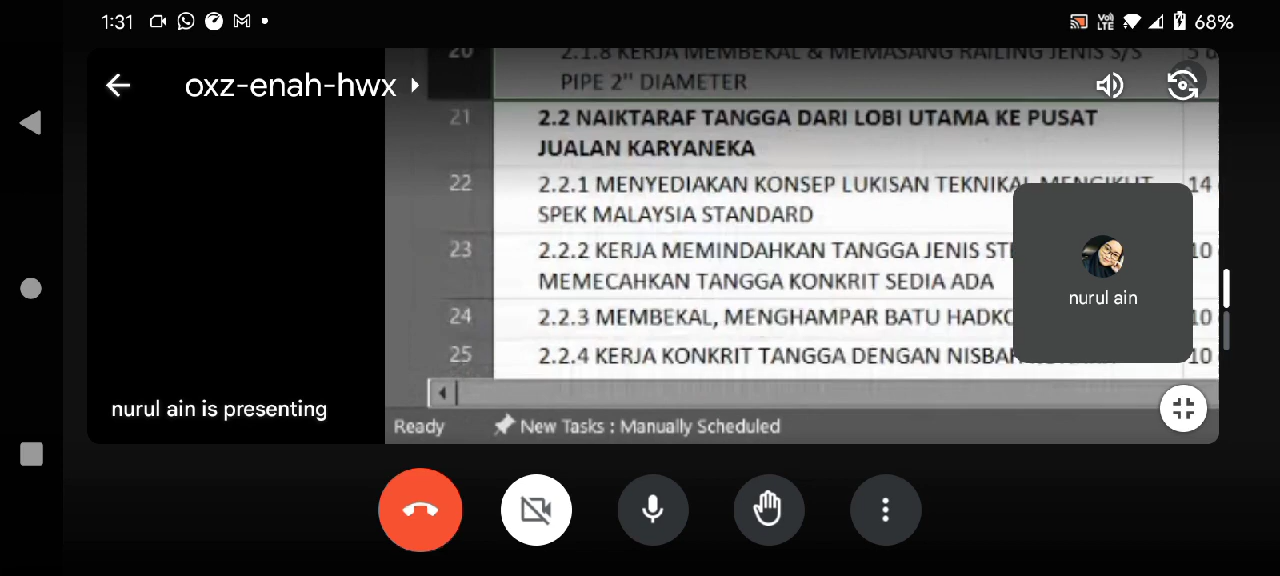 1:31
Vo)
LTE
68%
oxz-enah-hwx
20
2.1.8 KERJA MEMBEKAL & MEMASANG RAILING JENIS S/S
5 d
PIPE 2" DIAMETER
21
2.2 NAIKTARAF TANGGA DARI LOBI UTAMA KE PUSAT
JUALAN KARYANEKA
22
2.2.1 MENYEDIAKAN KONSEP LUKISAN TEKNIKAL MENGIKUT
14
SPEK MALAYSIA STANDARD
23
2.2.2 KERJA MEMINDAHKAN TANGGA JENIS
10
MEMECAHKAN TANGGA KONKRIT SEDIA ADA
24
2.2.3 MEMBEKAL, MENGHAMPAR BATU
10
25
2.2.4 KERJA KONKRIT TANGGA DENGAN
10
nurul ain
nurul ain is presenting
Ready
New Tasks : Manually Scheduled